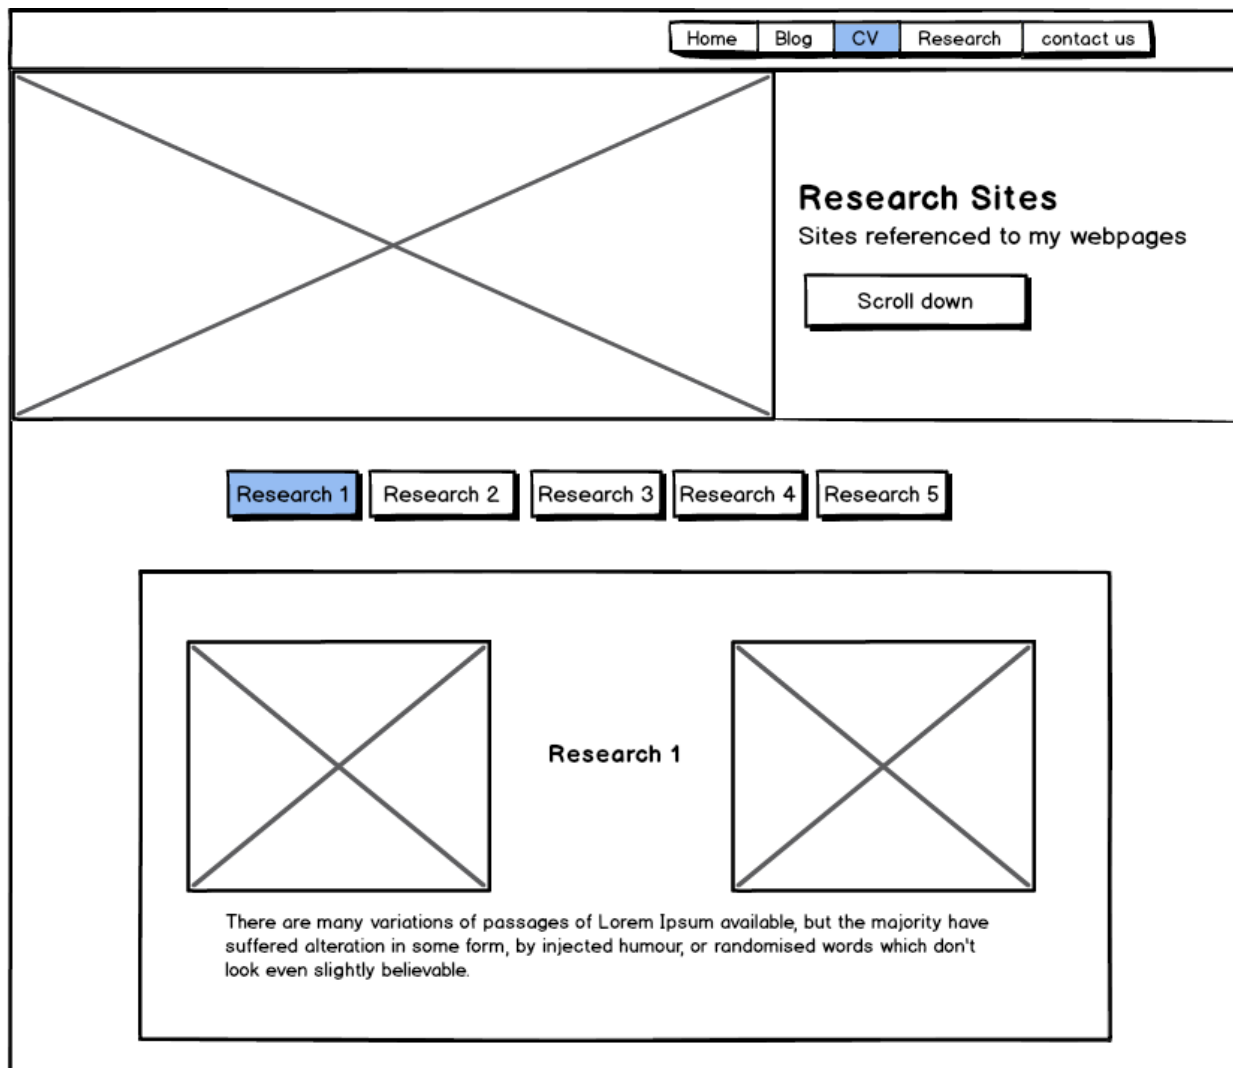 Home Blog CV Research contact us
Research Sites
Sites referenced to my webpages
Scroll down
Research 1 Research 2 Research 3 Research 4 Research 5
Research 1
There are many variations of passages of Lorem Ipsum available, but the majority have
suffered alteration in some form, by injected humour, or randomised words which don't
look even slightly believable.